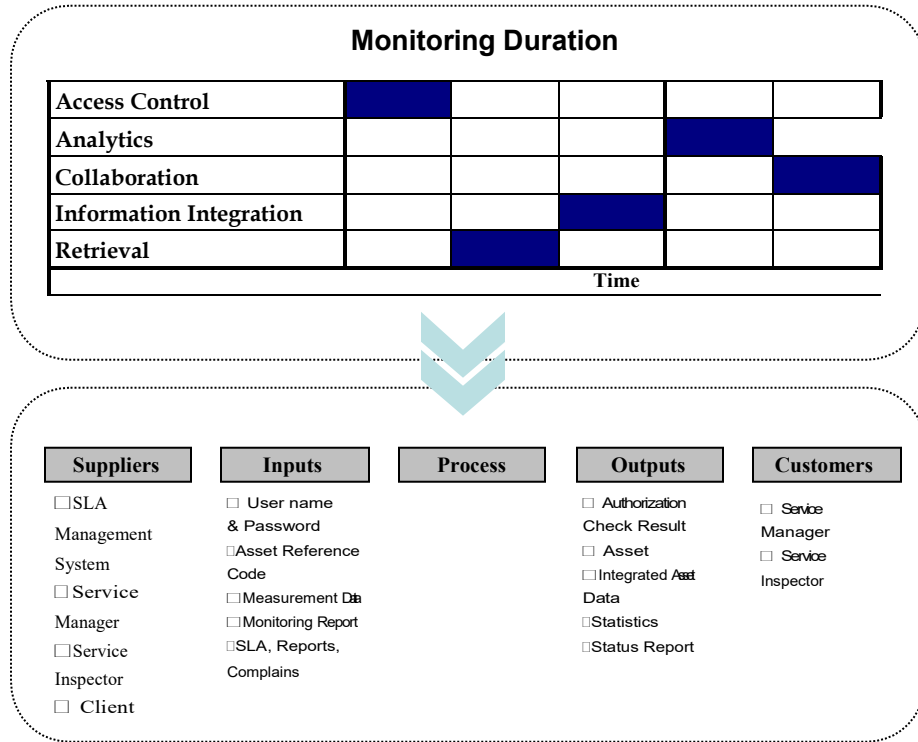 Monitoring Duration
Access Control
Analytics
Collaboration
Information Integration
Retrieval
Time
Suppliers
□SLA
Management
System
□ Service
Manager
□Service
Inspector
□ Client
Inputs
□ User name
& Password
□Asset Reference
Code
□ Measurement Data
□ Monitoring Report
□SLA, Reports,
Complains
Process
Outputs
□ Authorization
Check Result
□ Asset
□ Integrated Asset
Data
□Statistics
□Status Report
Customers
□ Service
Manager
□ Service
Inspector